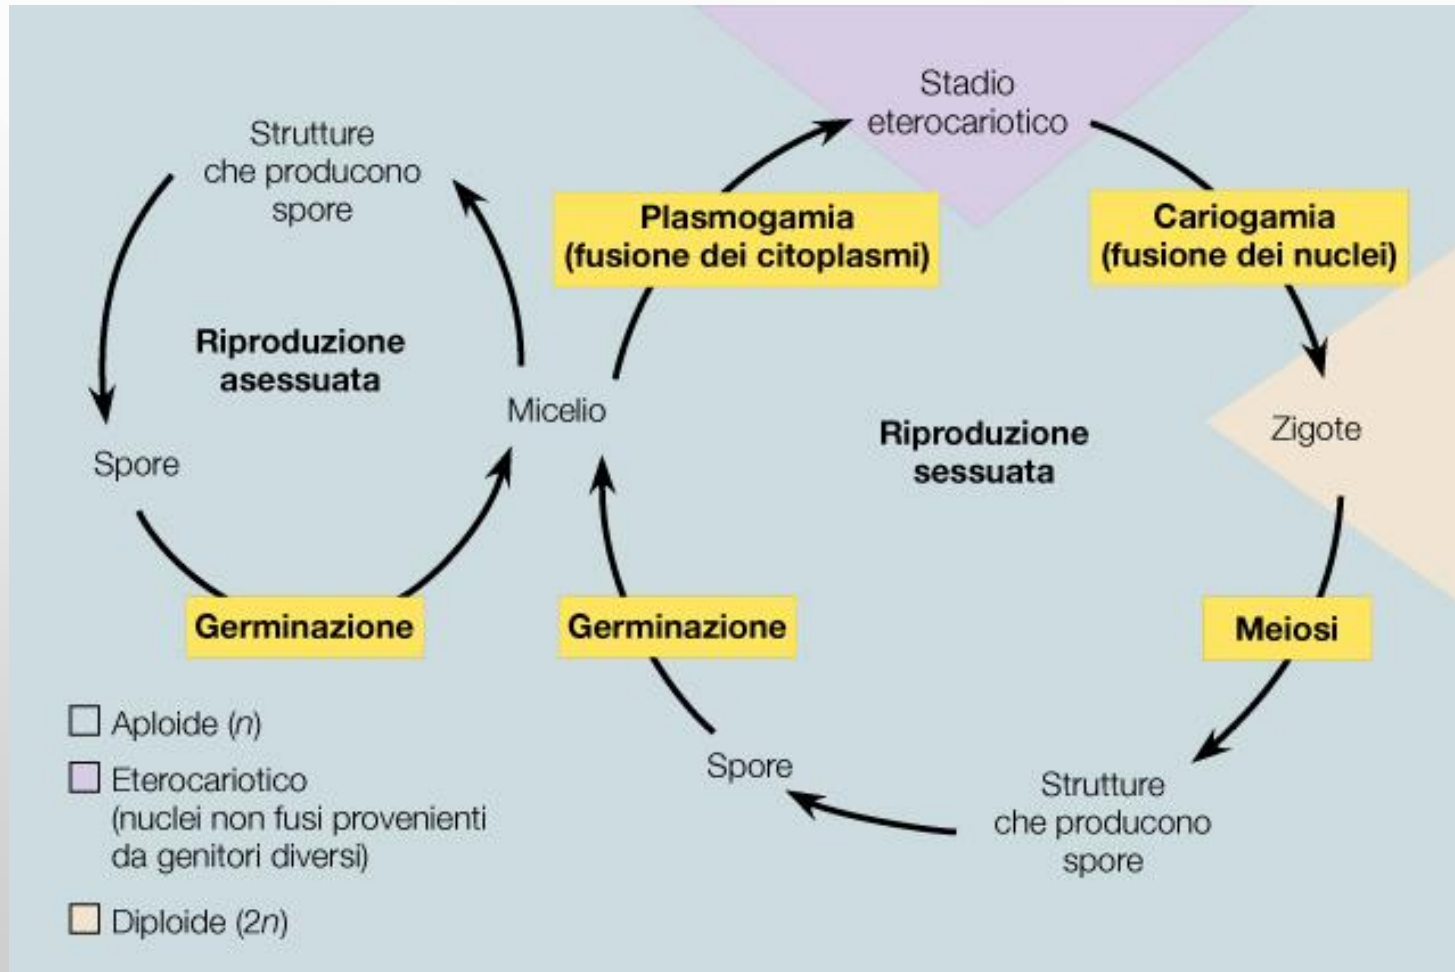 Stadio
eterocariotico
Strutture
che producono
spore
Plasmogamia
(fusione dei citoplasmi)
Cariogamia
(fusione dei nuclei)
Riproduzione
asessuata
Micelio
Riproduzione
sessuata
Zigote
Spore
Germinazione
Germinazione
Meiosi
Spore
Strutture
che producono
spore
Aploide (n)
Eterocariotico
(nuclei non fusi provenienti
da genitori diversi)
Diploide (2n)